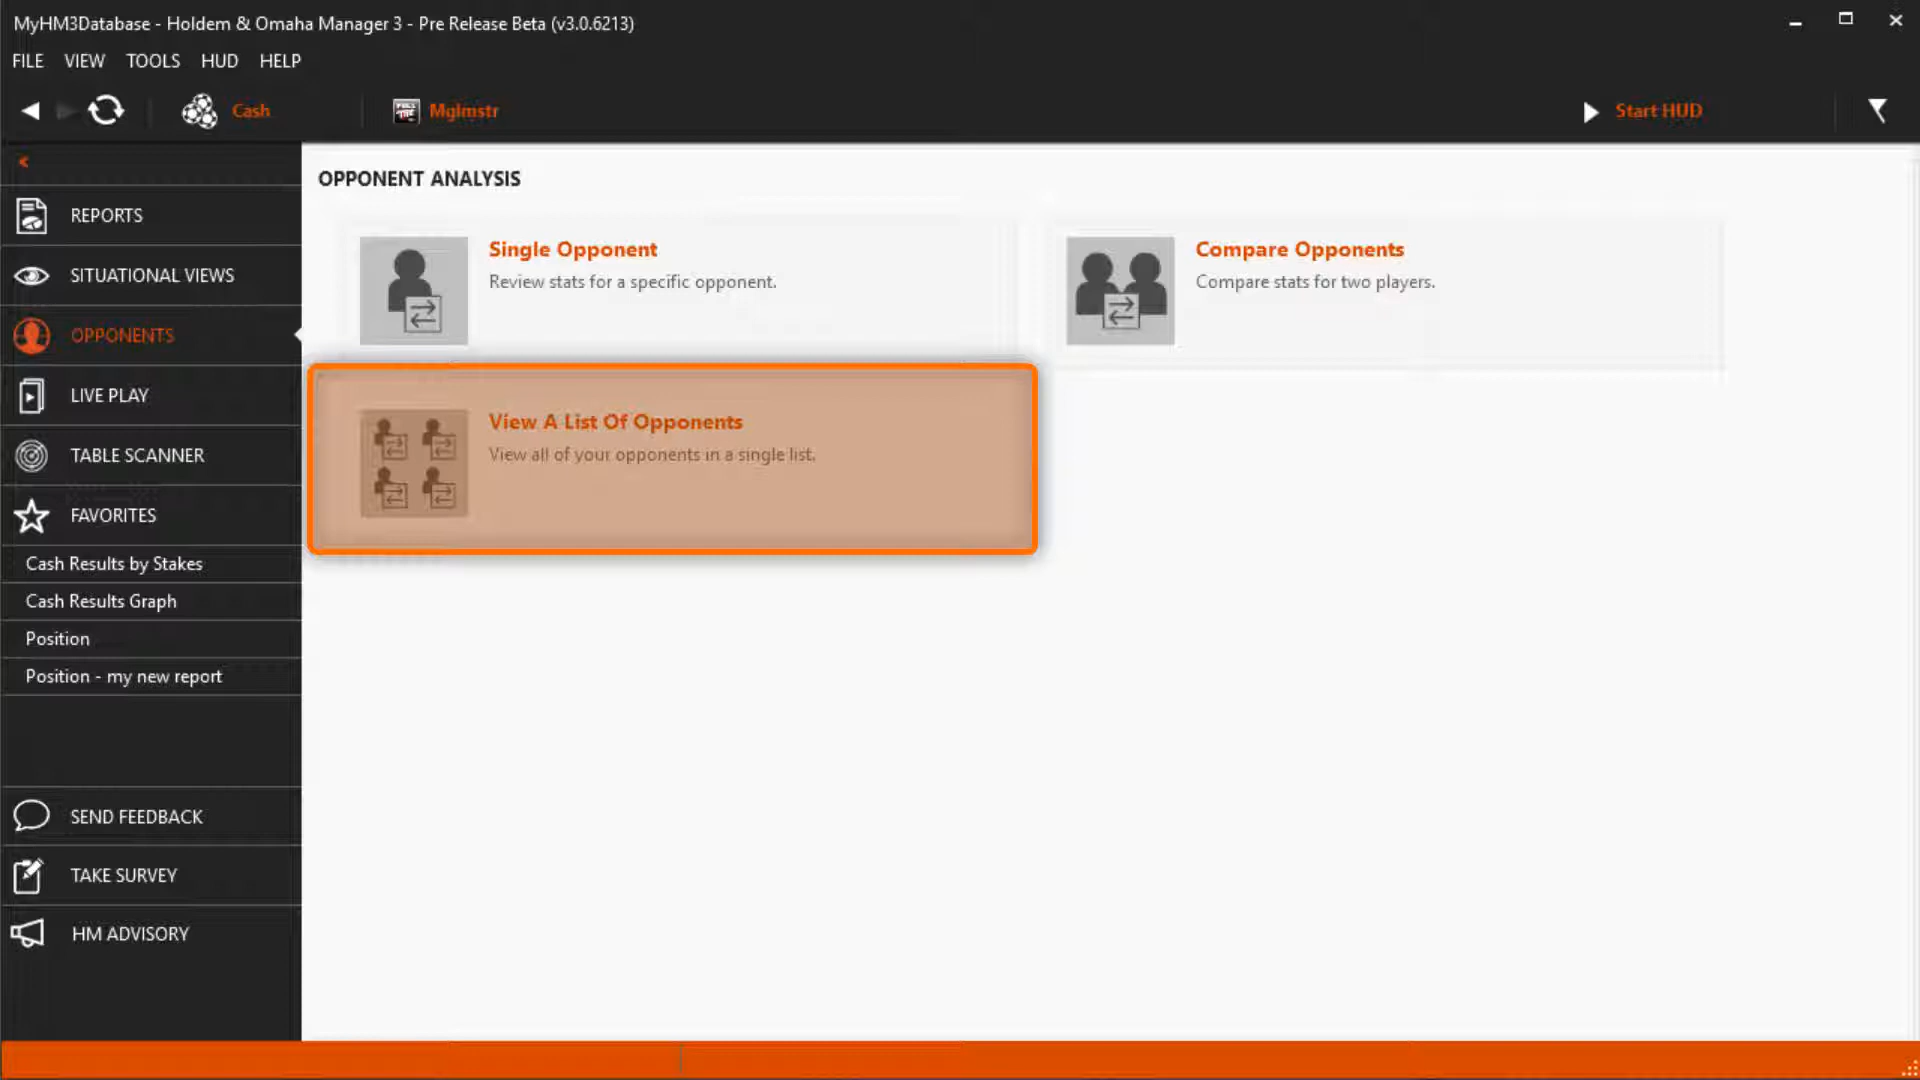 MyHM3Database - Holdem & Omaha Manager 3 - Pre Release Beta (v3.0.6213)
FILE VIEW TOOLS HUD HELP
Cash
Mglmstr
Start HUD
REPORTS
SITUATIONAL VIEWS
OPPONENTS
LIVE PLAY
TABLE SCANNER
FAVORITES
Cash Results by Stakes
Cash Results Graph
Position
Position - my new report
SEND FEEDBACK
TAKE SURVEY
HM ADVISORY
OPPONENT ANALYSIS
Single Opponent
Review stats for a specific opponent.
Compare Opponents
Compare stats for two players.
View A List Of Opponents
View all of your opponents in a single list.